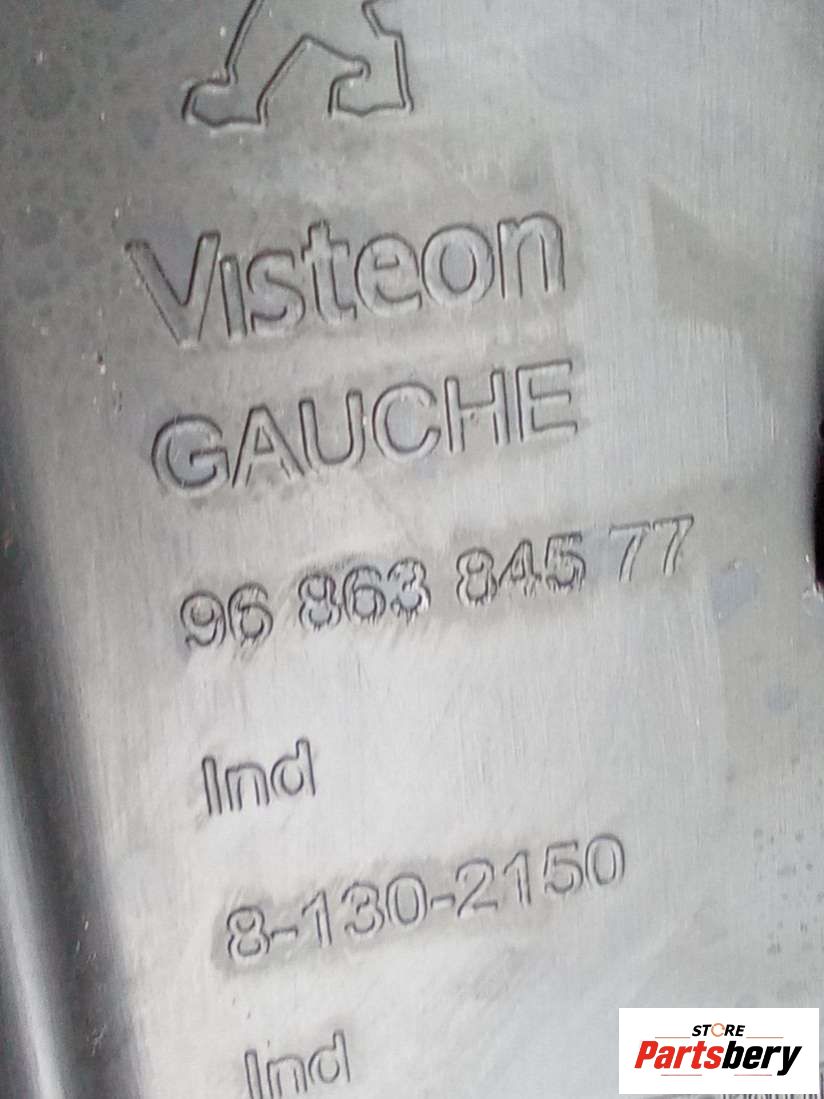 Visteon
GAUCHE
96 863 845 77
Ind
8-130-2150
Ind
STORE
Partsbery